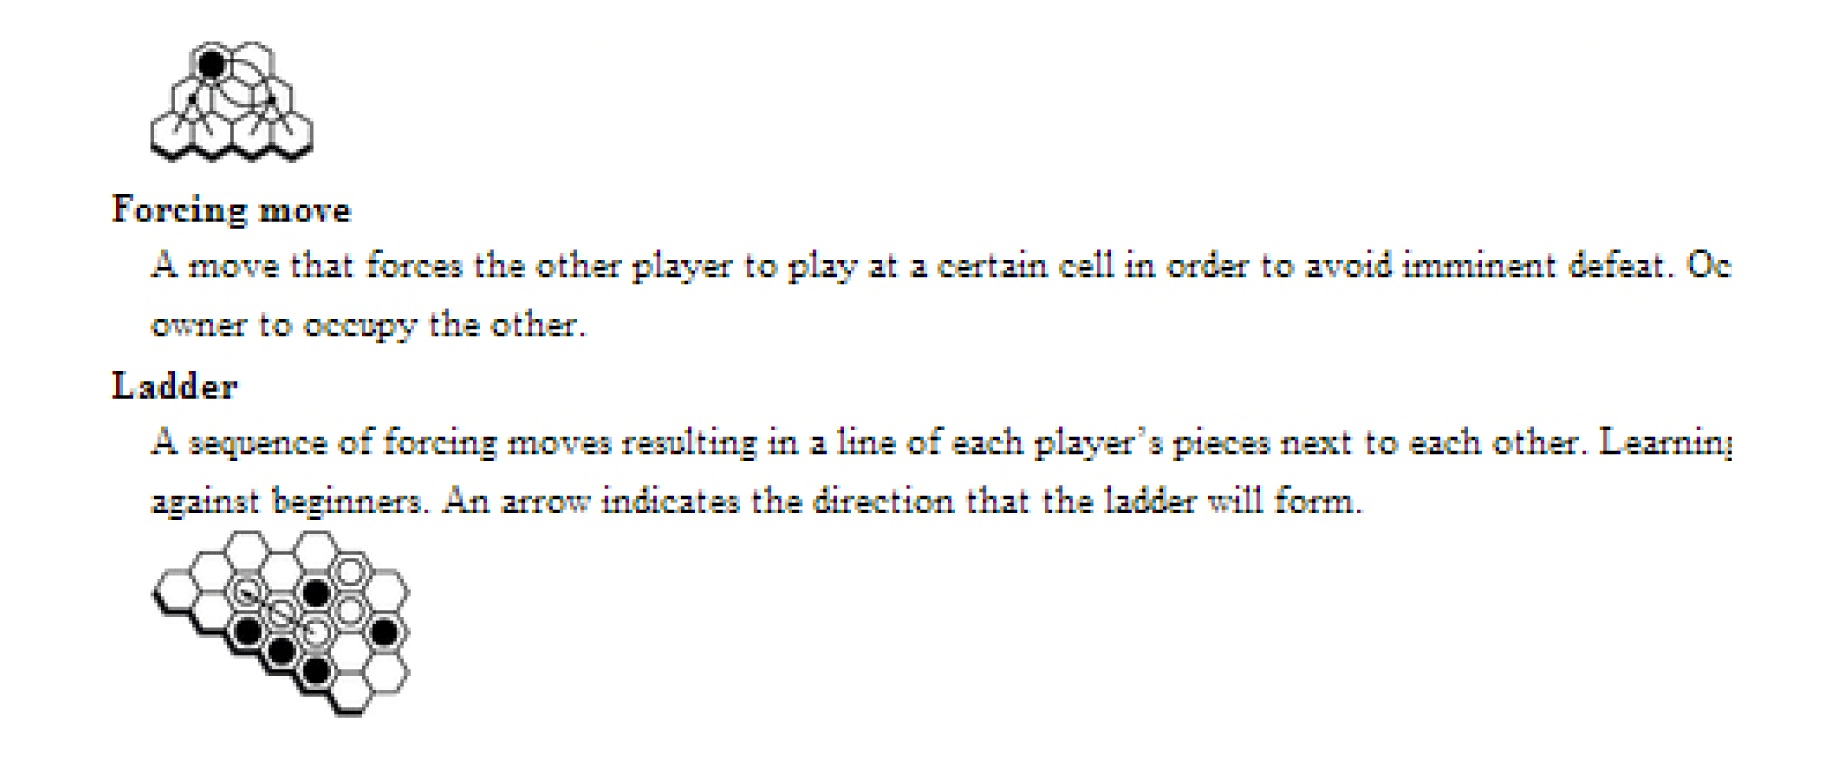 Forcing move
A move that forces the other player to play at a certain cell in order to avoid imminent defeat. Oc
owner to occupy the other.
Ladder
A sequence of forcing moves resulting in a line of each player’s pieces next to each other. Learning
against beginners. An arrow indicates the direction that the ladder will form.